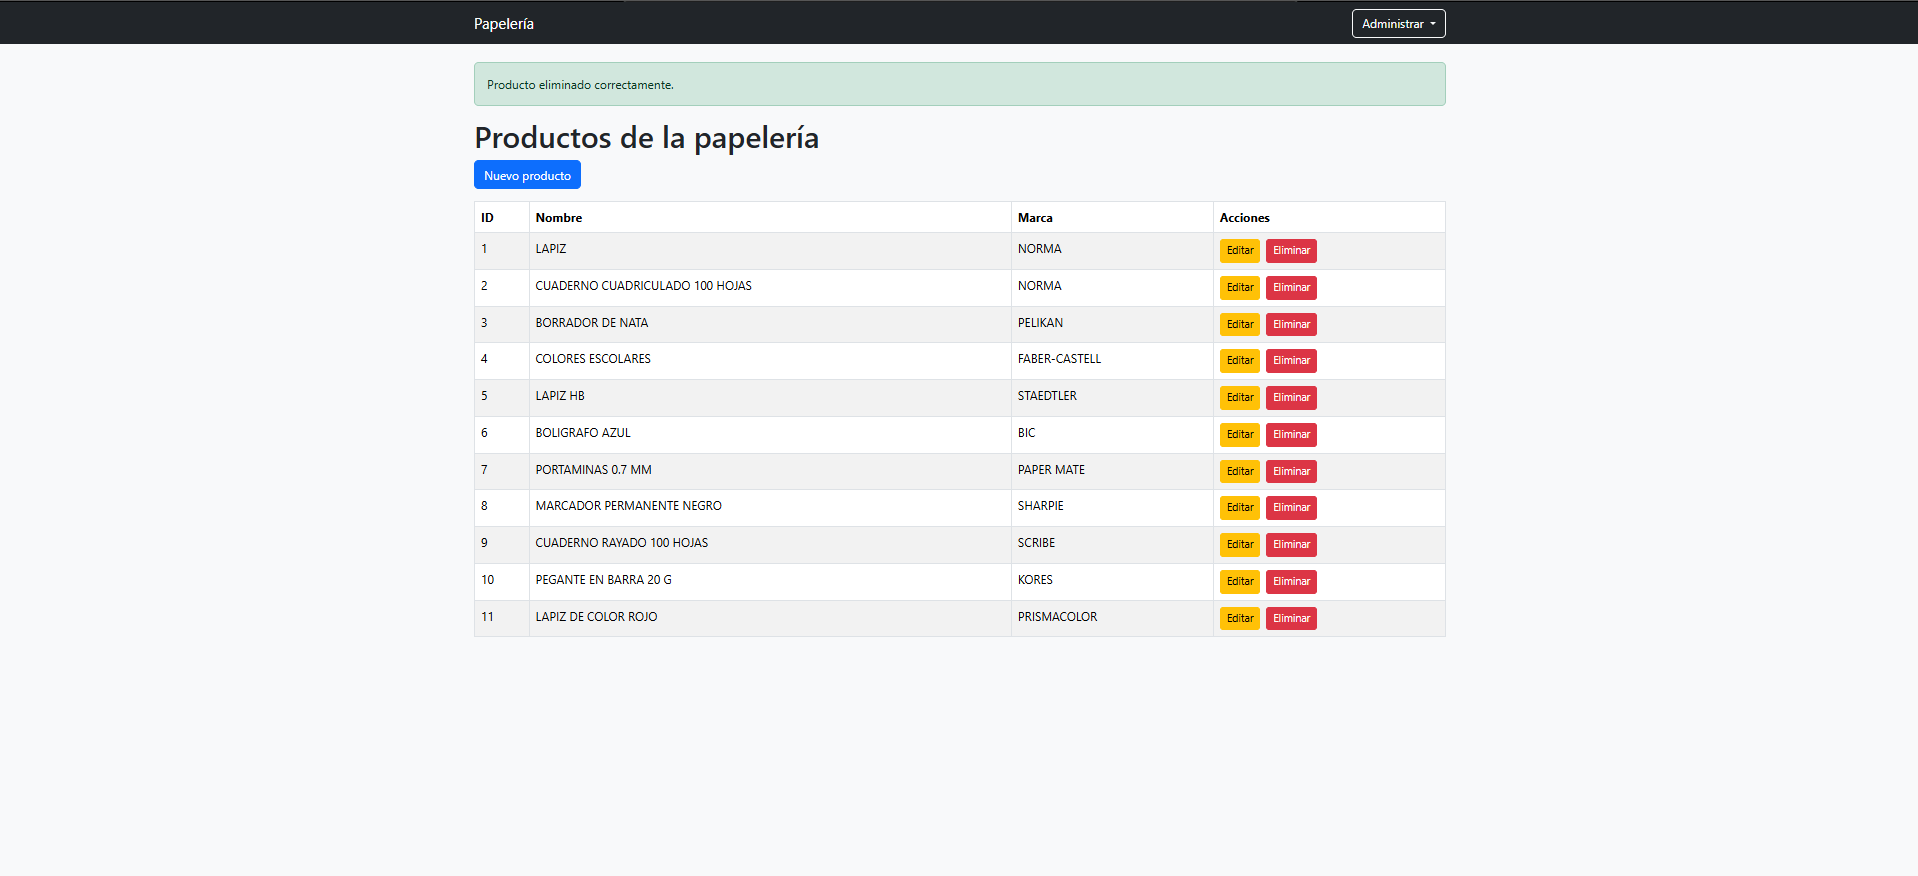 Papelería Administrar
Producto eliminado correctamente.
Productos de la papelería
Nuevo producto
ID Nombre Marca Acciones
1 LAPIZ NORMA Editar Eliminar
2 CUADERNO CUADRICULADO 100 HOJAS NORMA Editar Eliminar
3 BORRADOR DE NATA PELIKAN Editar Eliminar
4 COLORES ESCOLARES FABER-CASTELL Editar Eliminar
5 LAPIZ HB STAEDTLER Editar Eliminar
6 BOLIGRAFO AZUL BIC Editar Eliminar
7 PORTAMINAS 0.7 MM PAPER MATE Editar Eliminar
8 MARCADOR PERMANENTE NEGRO SHARPIE Editar Eliminar
9 CUADERNO RAYADO 100 HOJAS SCRIBE Editar Eliminar
10 PEGANTE EN BARRA 20 G KORES Editar Eliminar
11 LAPIZ DE COLOR ROJO PRISMACOLOR Editar Eliminar